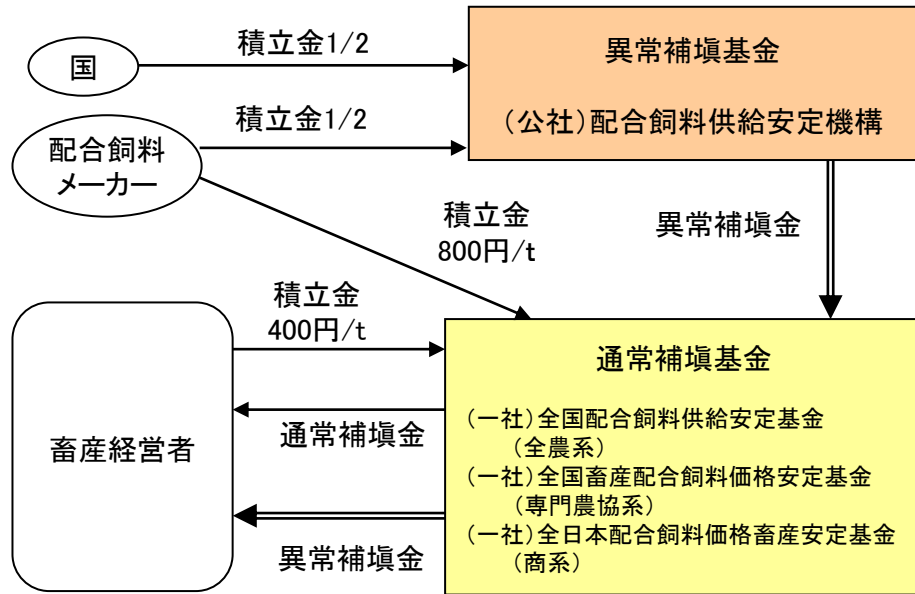 国
積立金1/2
異常補塡基金
(公社)配合飼料供給安定機構
積立金1/2
配合飼料
メーカー
積立金
800円/t
異常補塡金
積立金
400円/t
畜産経営者
通常補塡金
異常補塡金
通常補塡基金
(一社)全国配合飼料供給安定基金
(全農系)
(一社)全国畜産配合飼料価格安定基金
(専門農協系)
(一社)全日本配合飼料価格畜産安定基金
(商系)